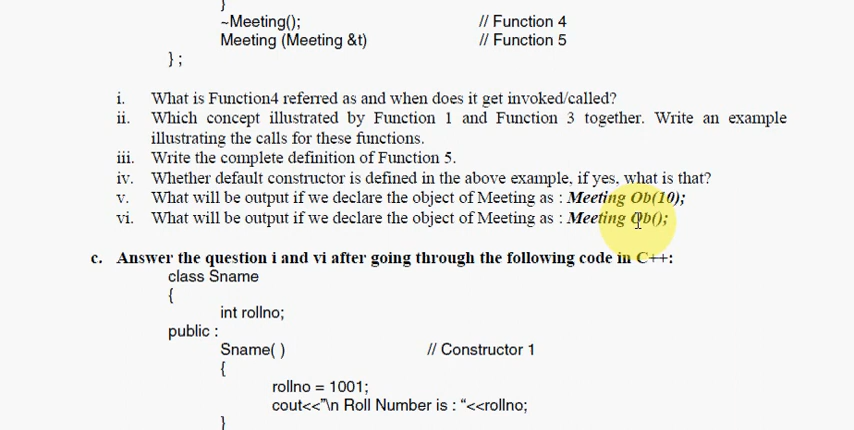 }
~Meeting(); // Function 4
Meeting (Meeting &t) // Function 5
} ;
i. What is Function4 referred as and when does it get invoked/called?
ii. Which concept illustrated by Function 1 and Function 3 together. Write an example
illustrating the calls for these functions.
iii. Write the complete definition of Function 5.
iv. Whether default constructor is defined in the above example, if yes, what is that?
v. What will be output if we declare the object of Meeting as : Meeting Ob(10);
vi. What will be output if we declare the object of Meeting as : Meeting Ob();
c. Answer the question i and vi after going through the following code in C++:
class Sname
{
int rollno;
public :
Sname( ) // Constructor 1
{
rollno = 1001;
cout<<"\n Roll Number is : “<<rollno;
}